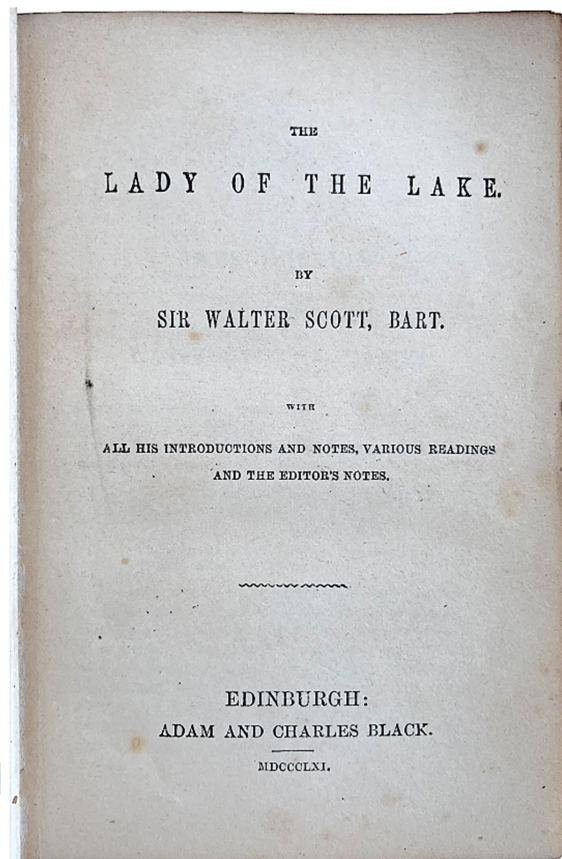 THE
LADY OF THE LAKE.
BY
SIR WALTER SCOTT, BART.
WITH
ALL HIS INTRODUCTIONS AND NOTES, VARIOUS READINGS
AND THE EDITOR'S NOTES.
EDINBURGH:
ADAM AND CHARLES BLACK.
MDCCCLXI.